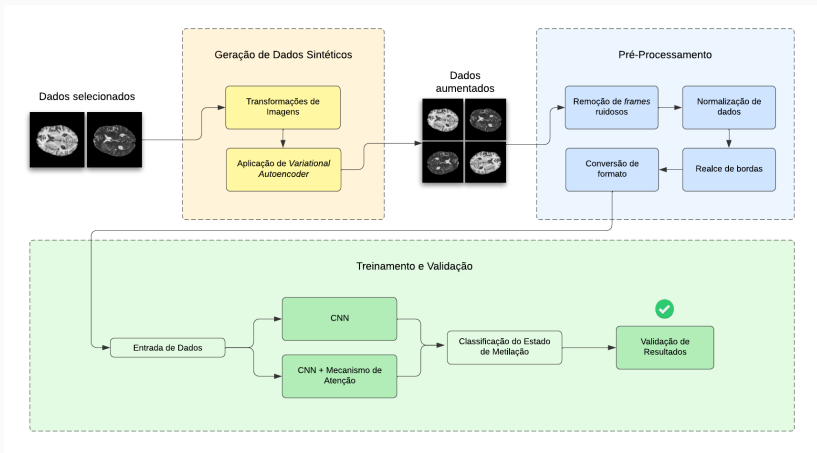 Geração de Dados Sintéticos
Dados selecionados
Transformações de
Imagens
Aplicação de Variational
Autoencoder
Dados
aumentados
Pré-Processamento
Remoção de frames
ruidosos
Normalização de
dados
Conversão de
formato
Realce de bordas
Treinamento e Validação
Entrada de Dados
CNN
CNN + Mecanismo de
Atenção
Classificação do Estado
de Metilação
Validação de
Resultados